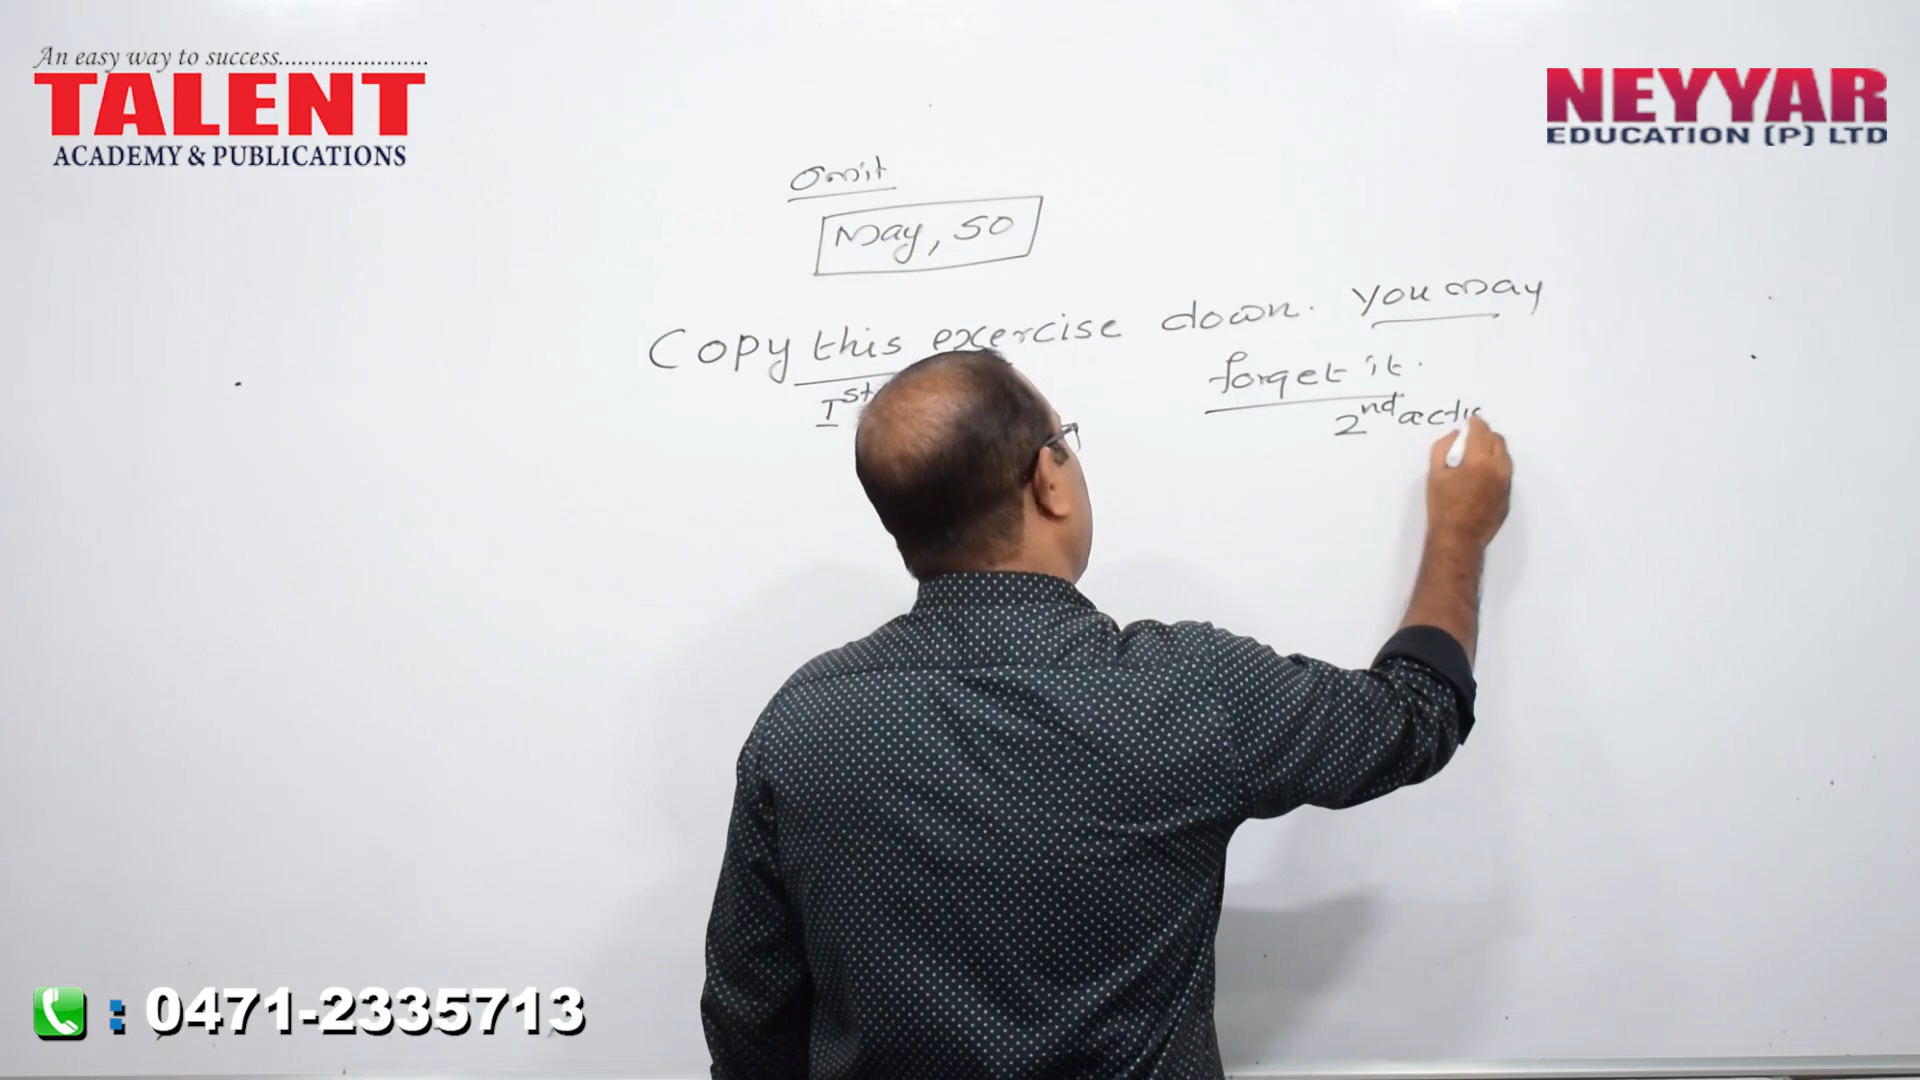 An easy way to success.......................
TALENT
ACADEMY & PUBLICATIONS
NEYYAR
EDUCATION (P) LTD
Omit
May, so
Copy this exercise down. You may
forget it.
Ist
2nd actio
: 0471-2335713